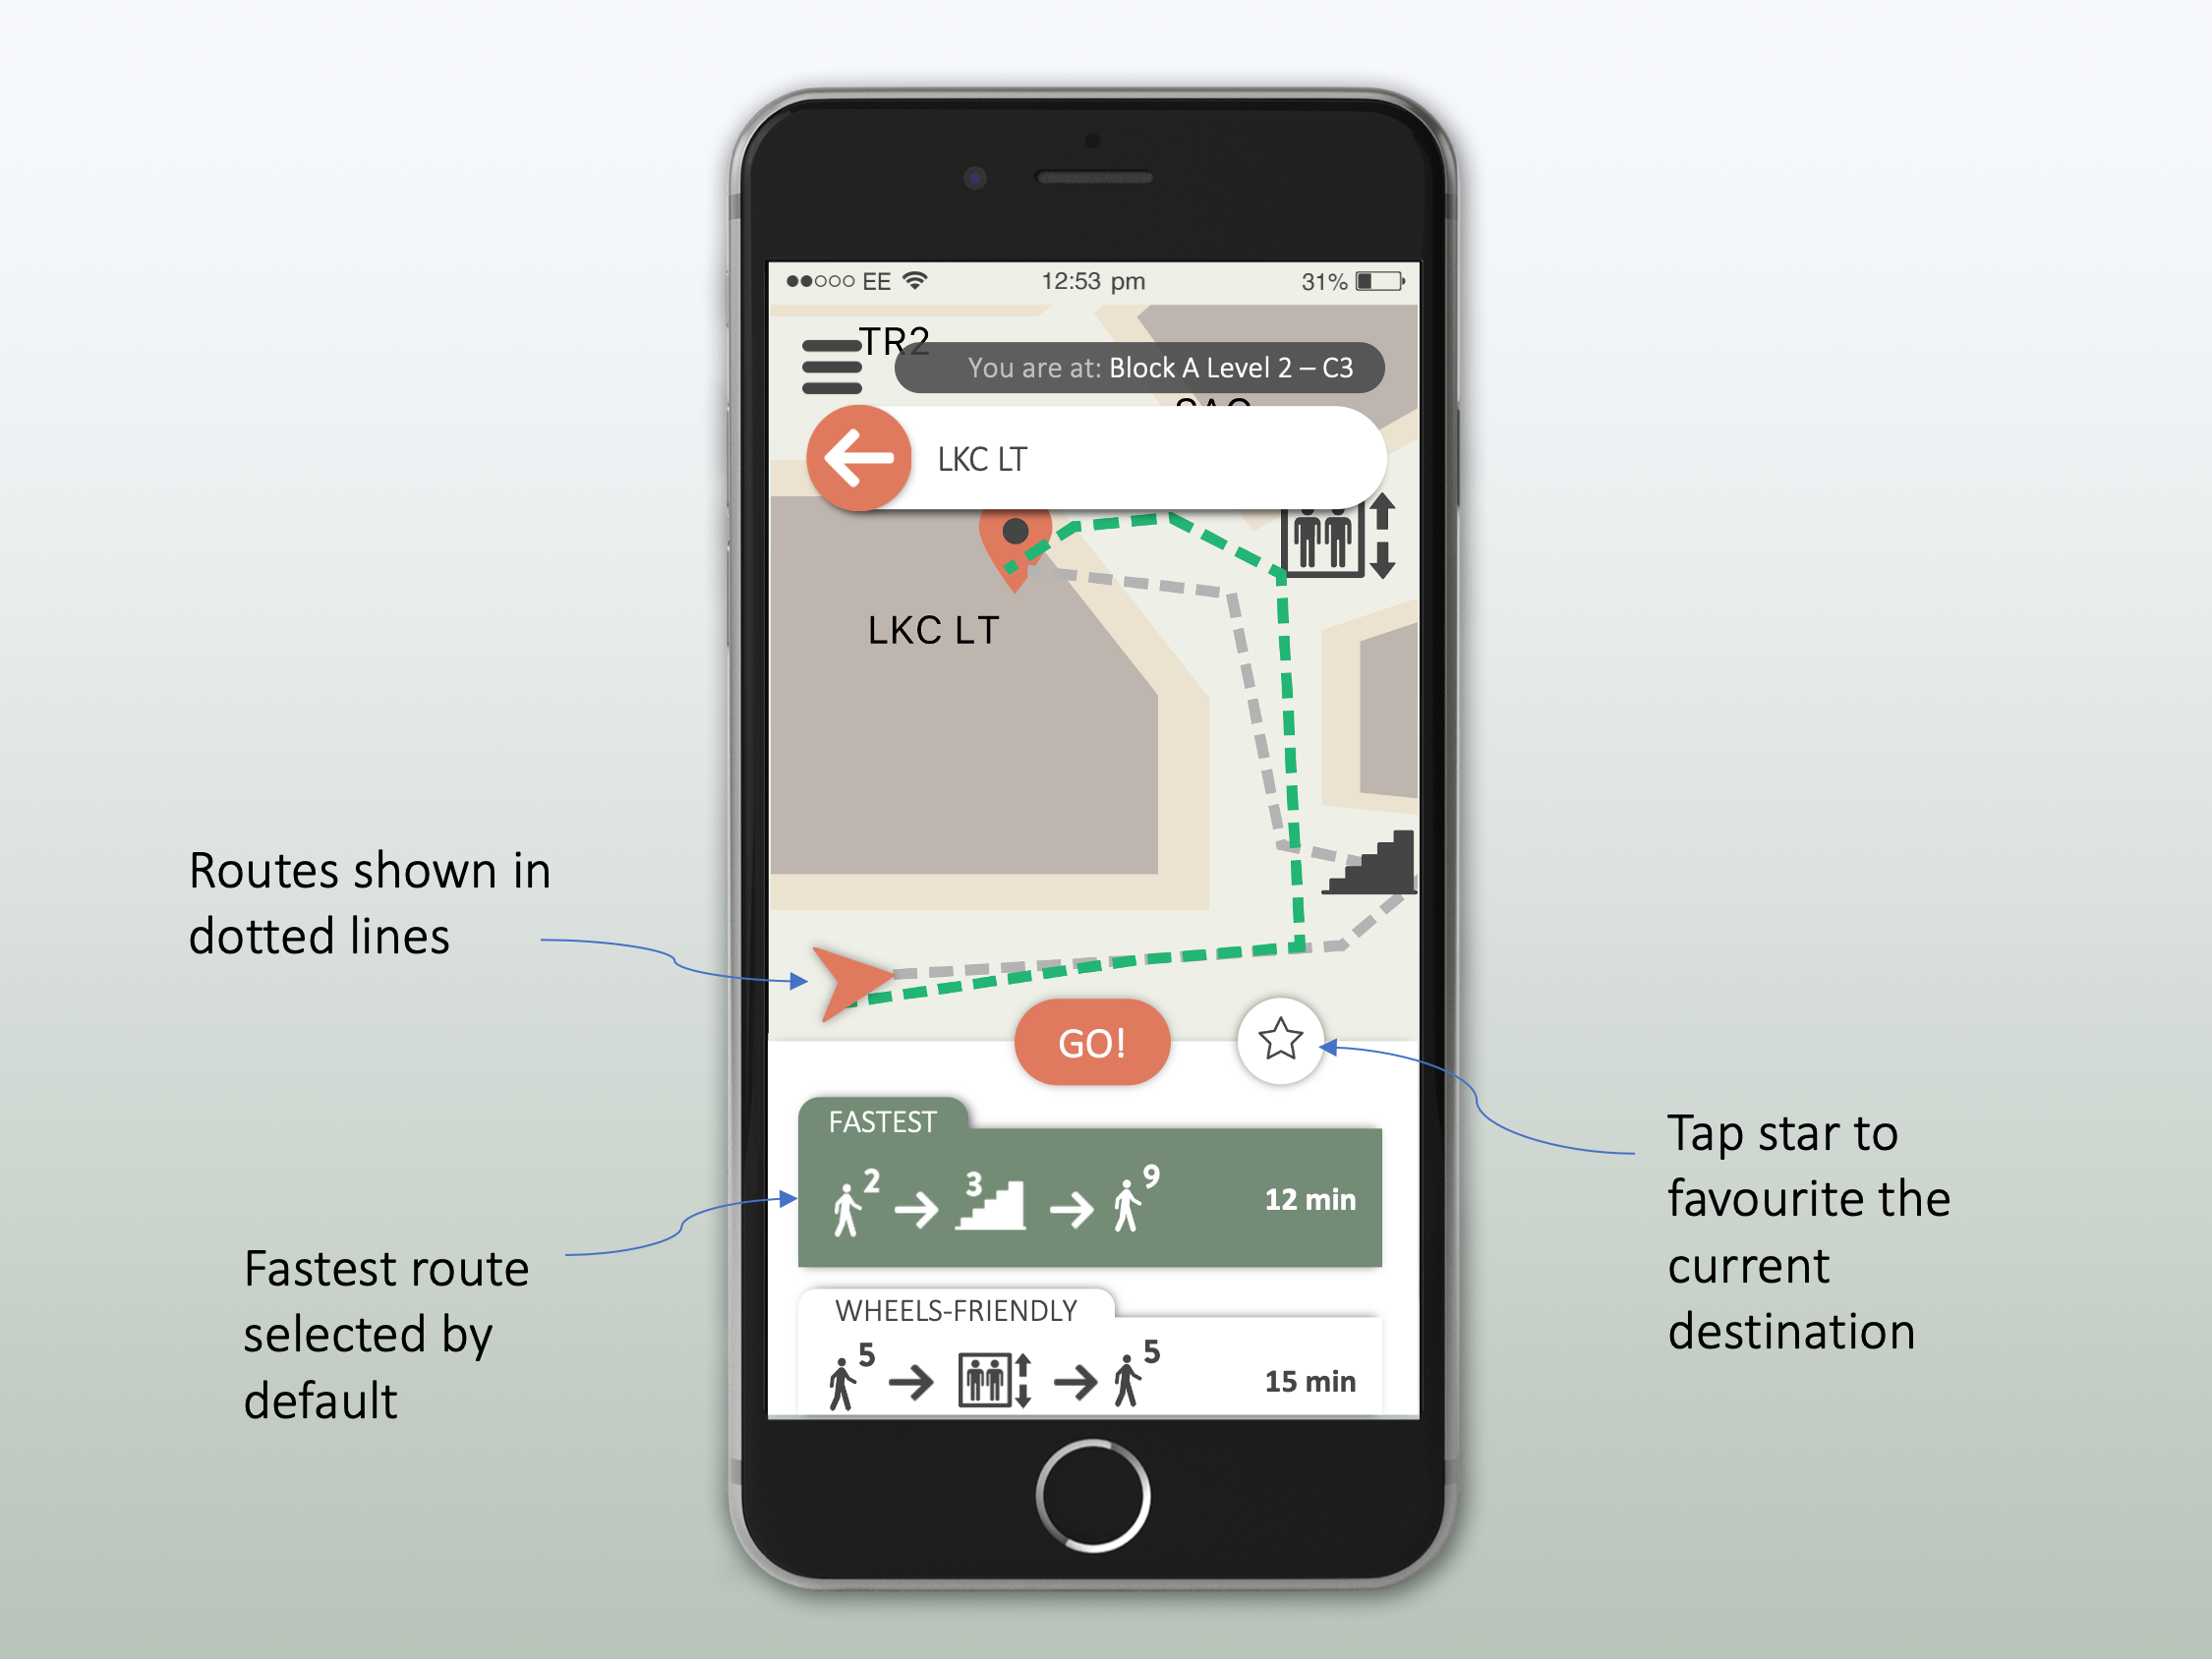 EE
12:53 pm
31%
TR2
You are at: Block A Level 2 – C3
LKC LT
LKC LT
Routes shown in
dotted lines
GO!
FASTEST
2
3
9
12 min
Tap star to
favourite the
current
destination
Fastest route
selected by
default
WHEELS-FRIENDLY
5
5
15 min